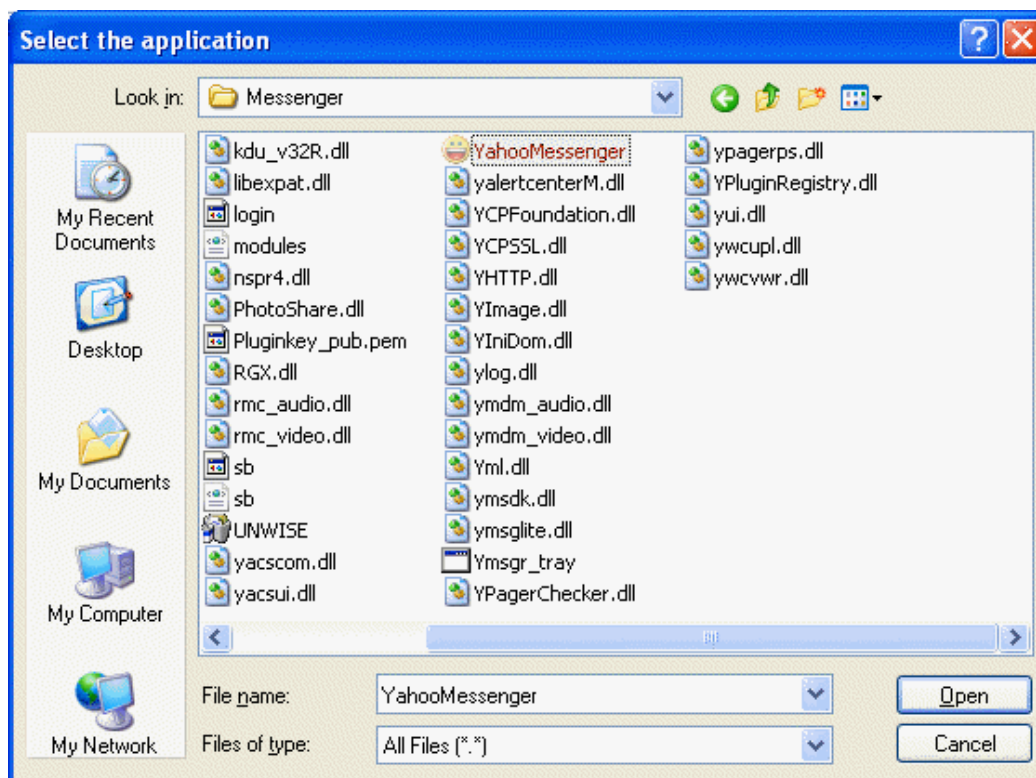 Select the application
Look in:
Messenger
My Recent
Documents
Desktop
My Documents
My Computer
My Network
kdu_v32R.dll
libexpat.dll
login
modules
nspr4.dll
PhotoShare.dll
Pluginkey_pub.pem
RGX.dll
rmc_audio.dll
rmc_video.dll
sb
sb
UNWISE
yacscom.dll
yacsui.dll
YahooMessenger
yalertcenterM.dll
YCPFoundation.dll
YCPSSL.dll
YHTTP.dll
YImage.dll
YIniDom.dll
ylog.dll
ymdm_audio.dll
ymdm_video.dll
Yml.dll
ymsdk.dll
ymsglite.dll
Ymsgr_tray
YPagerChecker.dll
ypagerps.dll
YPluginRegistry.dll
yui.dll
ywcupl.dll
ywcvwr.dll
File name:
YahooMessenger
Open
Files of type:
All Files (*.*)
Cancel